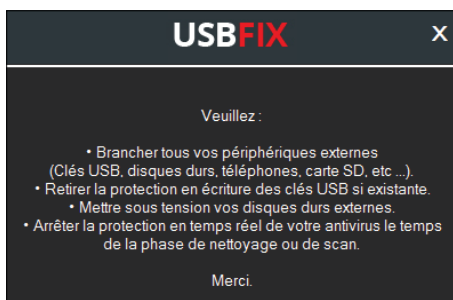 USBFIX
X
Veuillez :
• Brancher tous vos périphériques externes
(Clés USB, disques durs, téléphones, carte SD, etc ...).
• Retirer la protection en écriture des clés USB si existante.
• Mettre sous tension vos disques durs externes.
• Arrêter la protection en temps réel de votre antivirus le temps
de la phase de nettoyage ou de scan.
Merci.